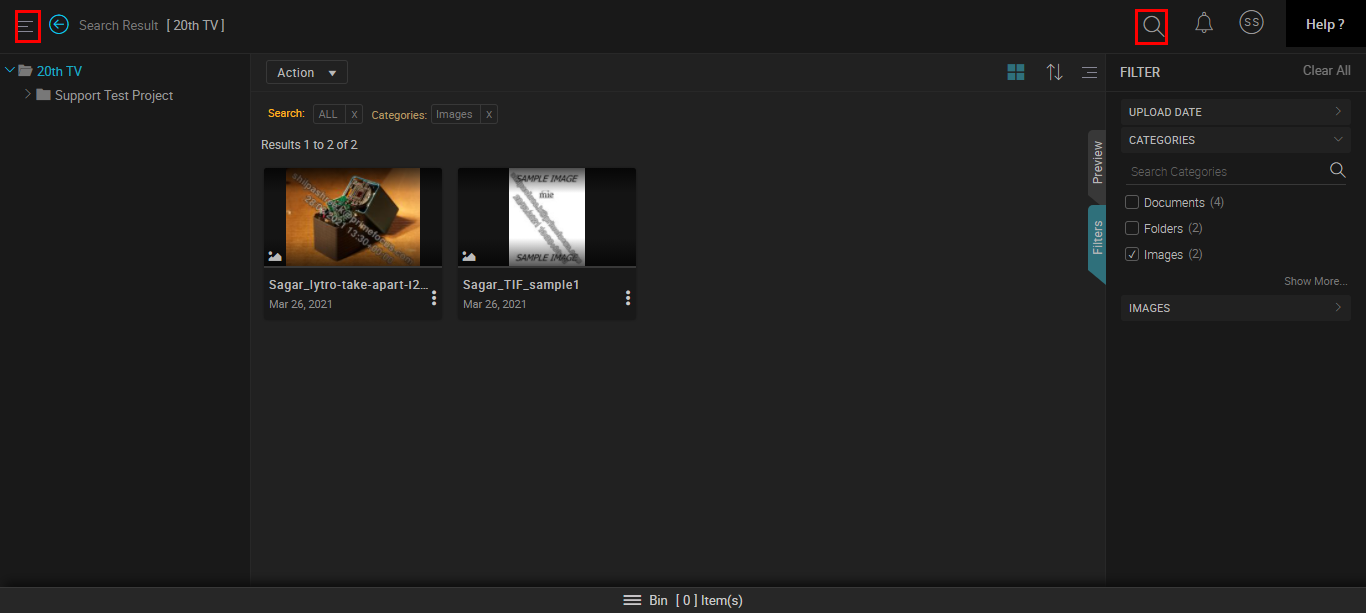 Search Result [ 20th TV ]
SS
Help ?
20th TV
Support Test Project
Action
FILTER
Clear All
Search: ALL x Categories: Images x
Results 1 to 2 of 2
SAMPLE IMAGE
mie
SAMPLE IMAGE
Sagar_lytro-take-apart-12...
Mar 26, 2021
Sagar_TIF_sample1
Mar 26, 2021
Preview
Filters
UPLOAD DATE
CATEGORIES
Search Categories
Documents (4)
Folders (2)
Images (2)
Show More...
IMAGES
Bin [ 0 ] Item(s)